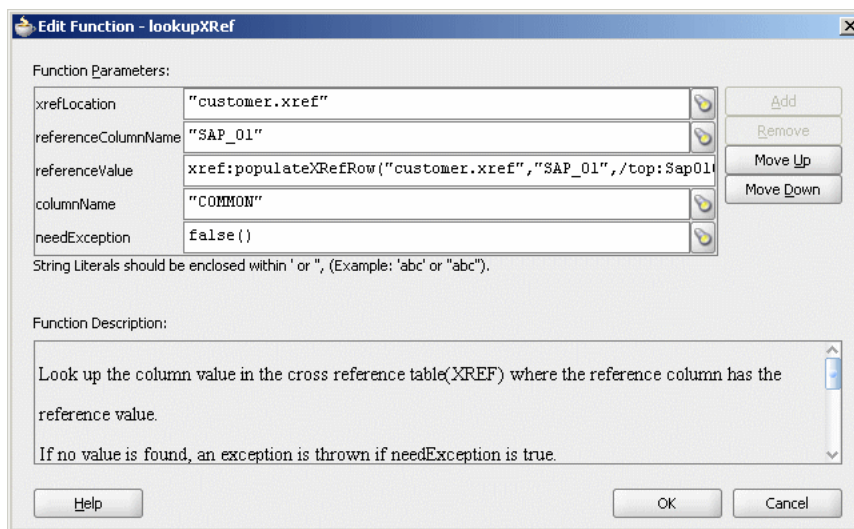 Edit Function - lookupXRef
Function Parameters:
xrefLocation "customer.xref"
Add
referenceColumnName "SAP_01"
Remove
referenceValue xref:populateXRefRow("customer.xref","SAP_01",/top:Sap01
Move Up
columnName "COMMON"
Move Down
needException false()
String Literals should be enclosed within ' or ", (Example: 'abc' or "abc").
Function Description:
Look up the column value in the cross reference table(XREF) where the reference column has the
reference value.
If no value is found, an exception is thrown if needException is true.
Help OK Cancel